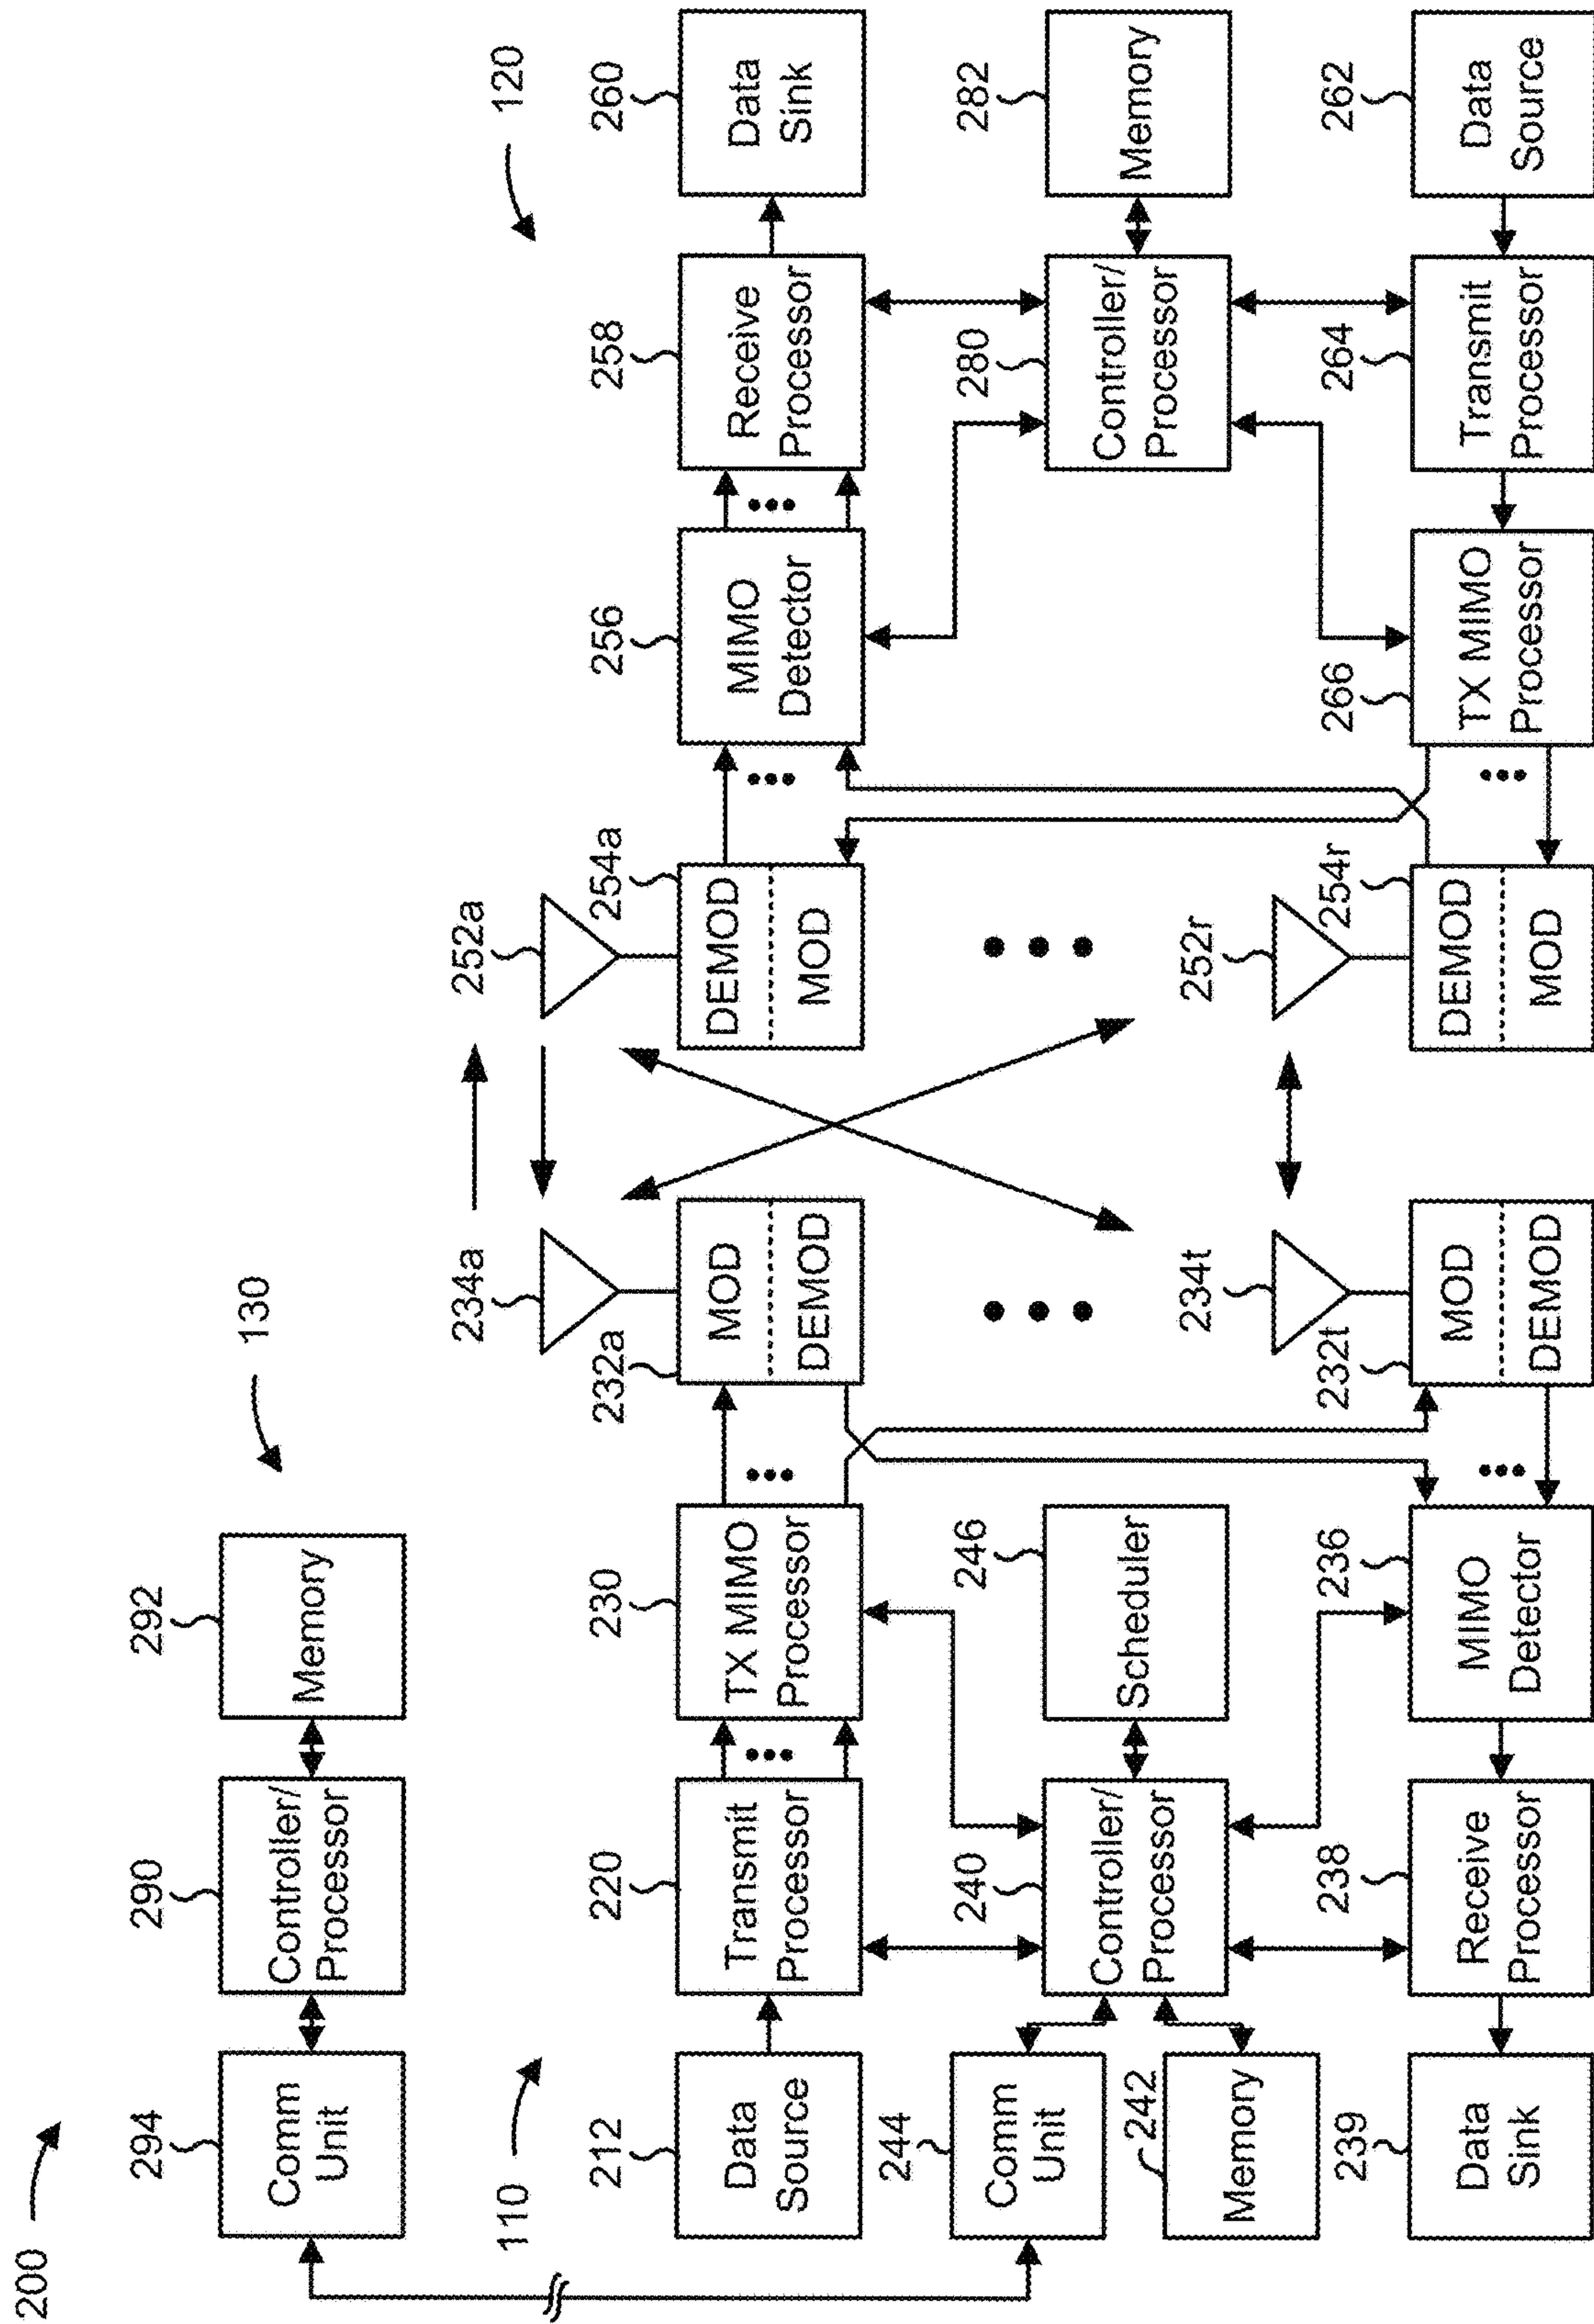 200
130
294
290
292
Comm
Unit
Controller/
Processor
Memory
110
120
234a
252a
212
220
230
232a
254a
256
258
260
Data
Source
Transmit
Processor
TX MIMO
Processor
MOD
DEMOD
DEMOD
MOD
MIMO
Detector
Receive
Processor
Data
Sink
244
240
246
280
282
Comm
Unit
Controller/
Processor
Scheduler
Controller/
Processor
Memory
242
Memory
234t
252r
239
238
236
232t
254r
266
264
262
Data
Sink
Receive
Processor
MIMO
Detector
MOD
DEMOD
DEMOD
MOD
TX MIMO
Processor
Transmit
Processor
Data
Source